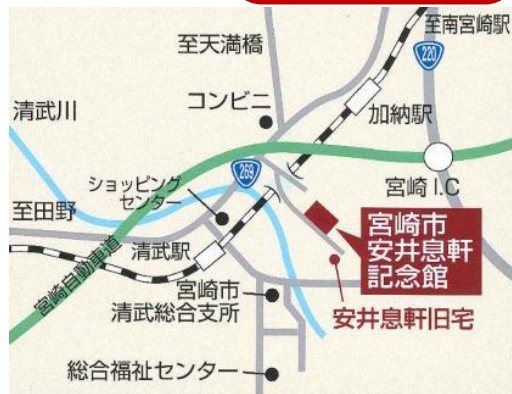 至南宮崎駅
至天満橋
220
コンビニ
加納駅
清武川
269
宮崎 I.C
ショッピング
センター
至田野
清武駅
宮崎市
安井息軒
記念館
宮崎自動車道
宮崎市
清武総合支所
安井息軒旧宅
総合福祉センター